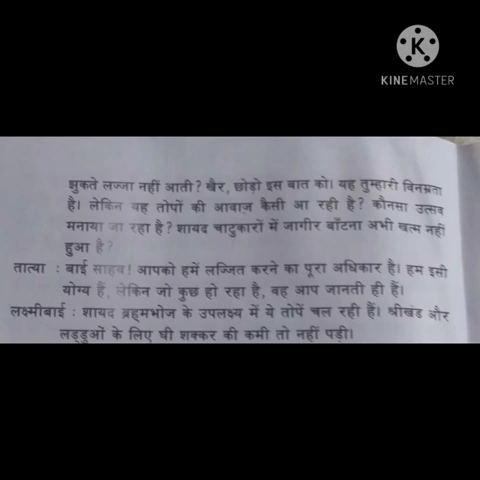 K
KINEMASTER
झुकते लज्जा नहीं आती? खैर, छोड़ो इस बात को। यह तुम्हारी विनम्रता
है। लेकिन यह तोपों की आवाज़ कैसी आ रही है? कौनसा उत्सव
मनाया जा रहा है? शायद चाटुकारों में जागीर बाँटना अभी खत्म नहीं
हुआ है?
तात्या : बाई साहब! आपको हमें लज्जित करने का पूरा अधिकार है। हम इसी
योग्य हैं, लेकिन जो कुछ हो रहा है, वह आप जानती ही हैं।
लक्ष्मीबाई : शायद ब्रह्मभोज के उपलक्ष्य में ये तोपें चल रही हैं। श्रीखंड और
लड्डुओं के लिए घी शक्कर की कमी तो नहीं पड़ी।